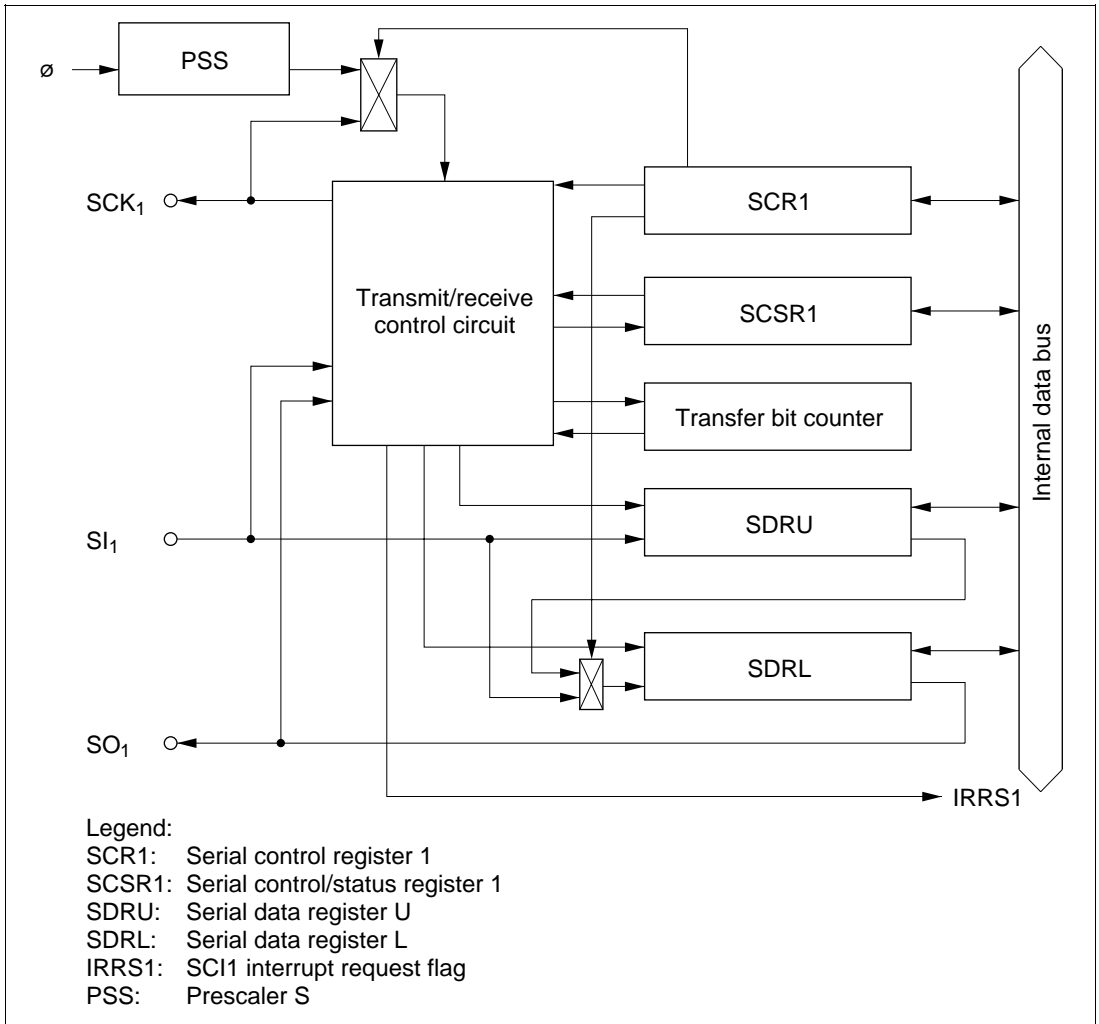 ø
PSS
SCK1
SCR1
Transmit/receive
control circuit
SCSR1
Transfer bit counter
Internal data bus
SI1
SDRU
SDRL
SO1
IRRS1
Legend:
SCR1: Serial control register 1
SCSR1: Serial control/status register 1
SDRU: Serial data register U
SDRL: Serial data register L
IRRS1: SCI1 interrupt request flag
PSS: Prescaler S